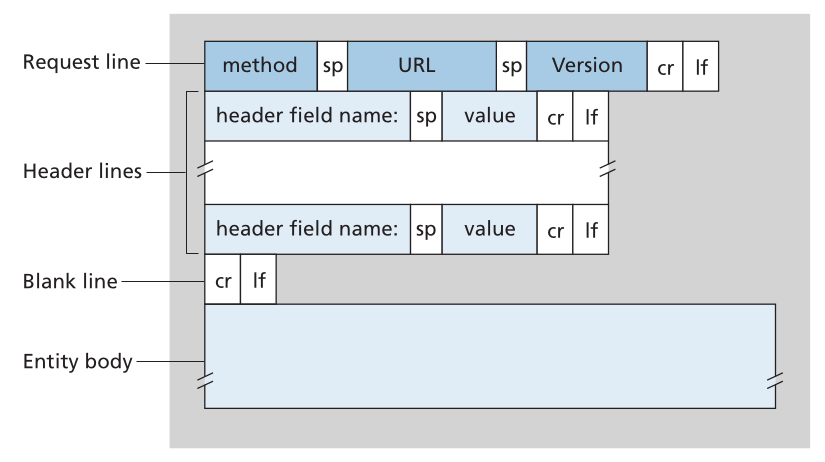 Request line method sp URL sp Version cr lf
header field name: sp value cr lf
Header lines
header field name: sp value cr lf
Blank line cr lf
Entity body